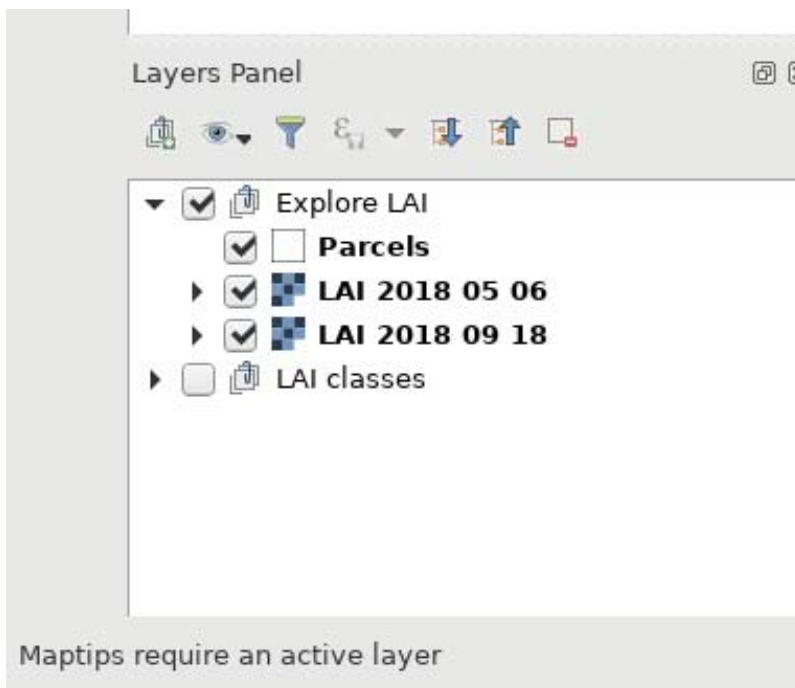 Layers Panel
Explore LAI
Parcels
LAI 2018 05 06
LAI 2018 09 18
LAI classes
Maptips require an active layer